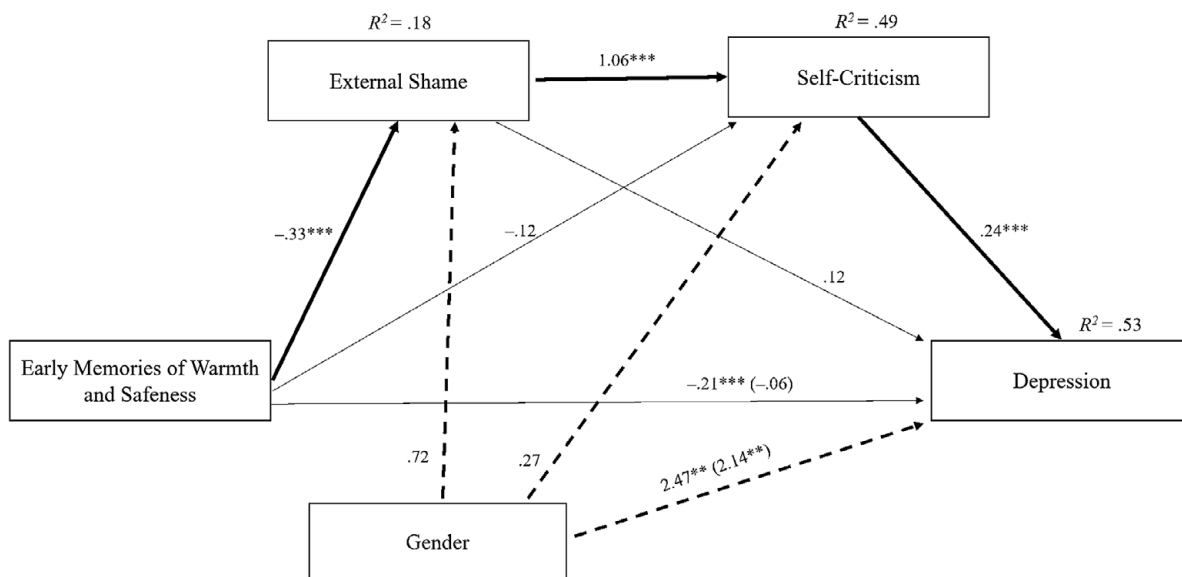 R² = .18
R² = .49
External Shame
1.06***
Self-Criticism
–.33***
–.12
.24***
.12
R² = .53
Early Memories of Warmth
and Safeness
–.21*** (–.06)
Depression
.72
.27
2.47** (2.14**)
Gender